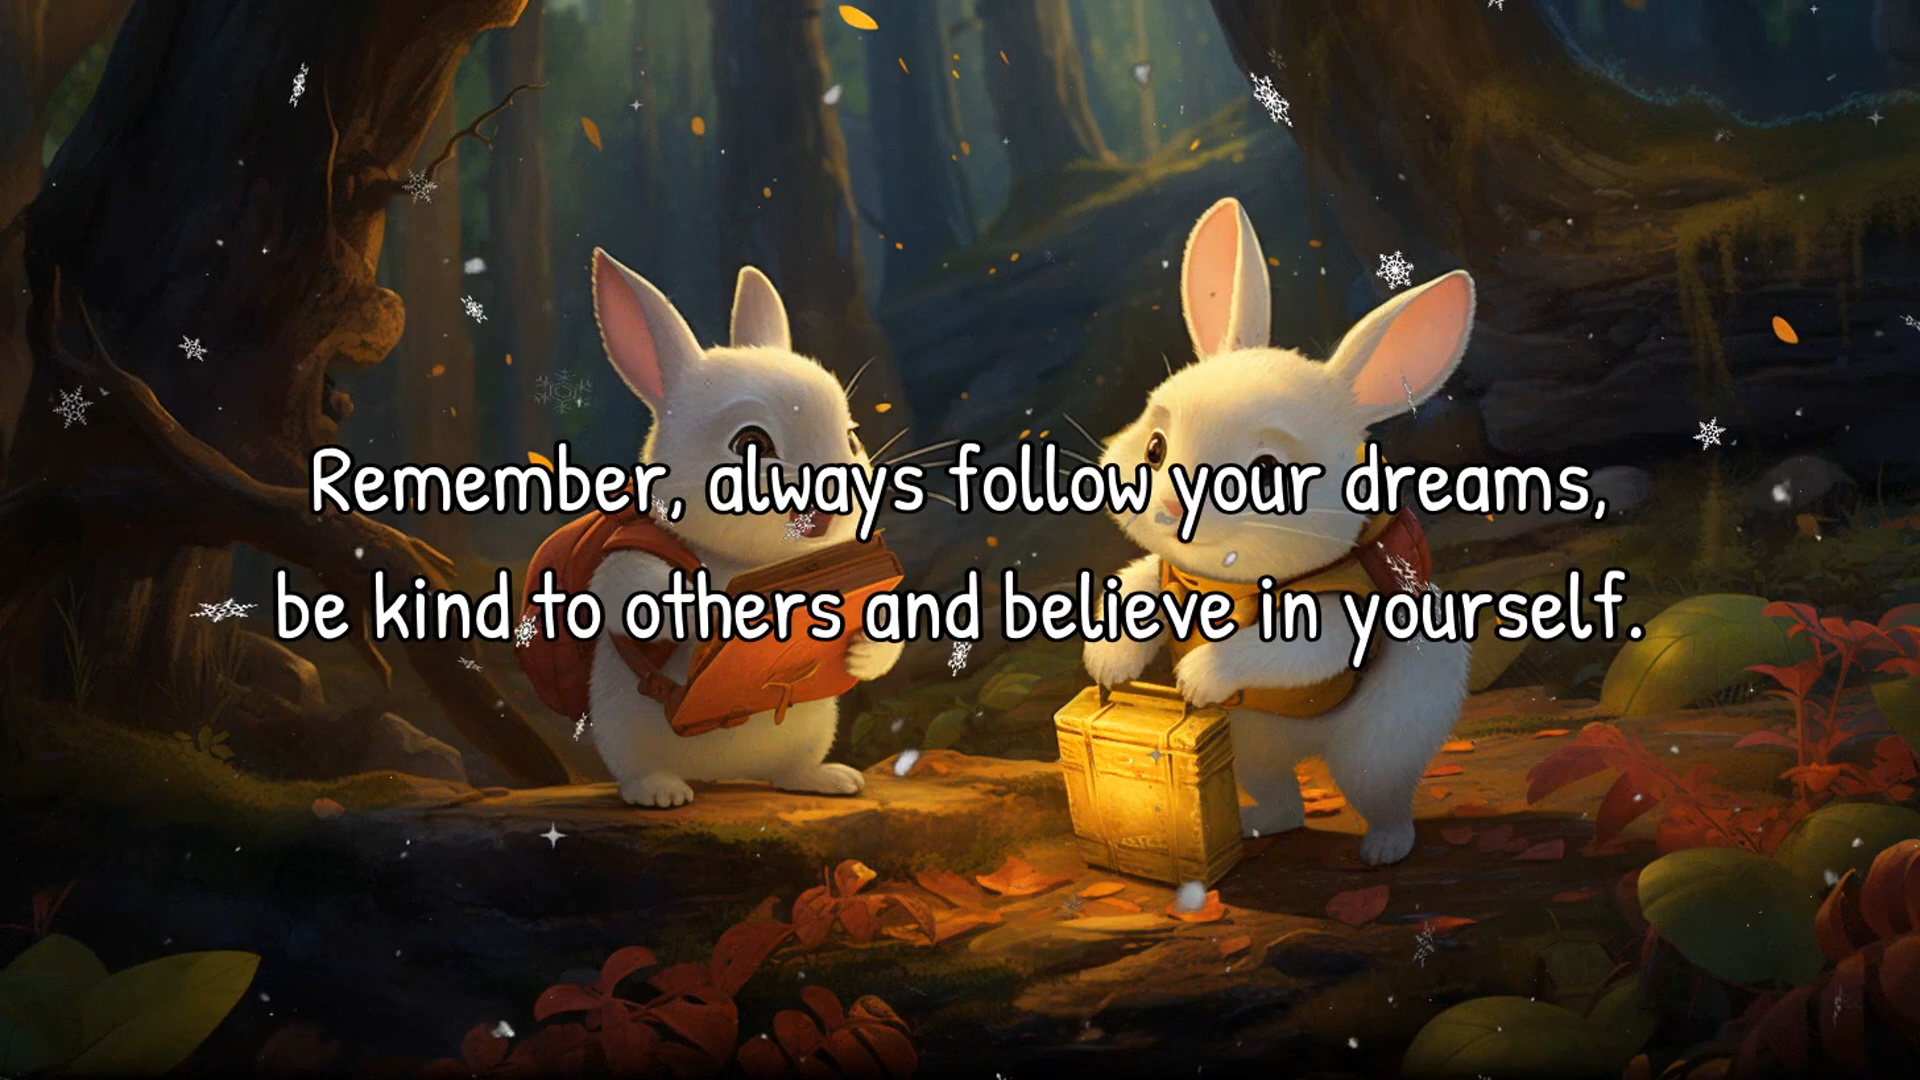 Remember, always follow your dreams,
be kind to others and believe in yourself.